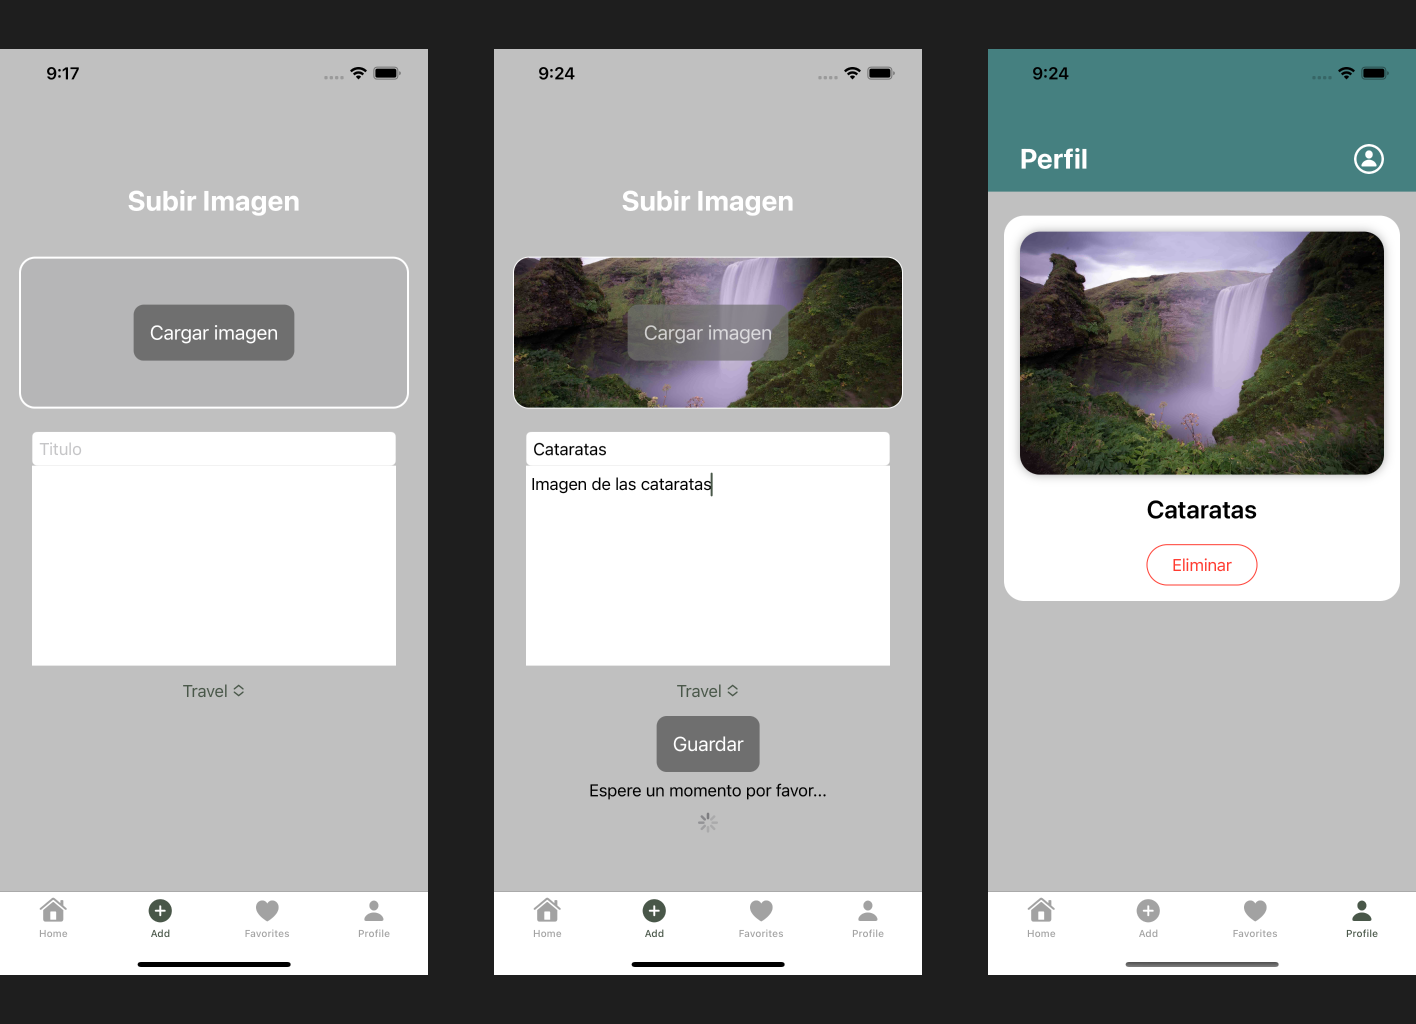 9:17
Subir Imagen
Cargar imagen
Titulo
Travel
Home
Add
Favorites
Profile
9:24
Subir Imagen
Cargar imagen
Cataratas
Imagen de las cataratas
Travel
Guardar
Espere un momento por favor...
Home
Add
Favorites
Profile
9:24
Perfil
Cataratas
Eliminar
Home
Add
Favorites
Profile